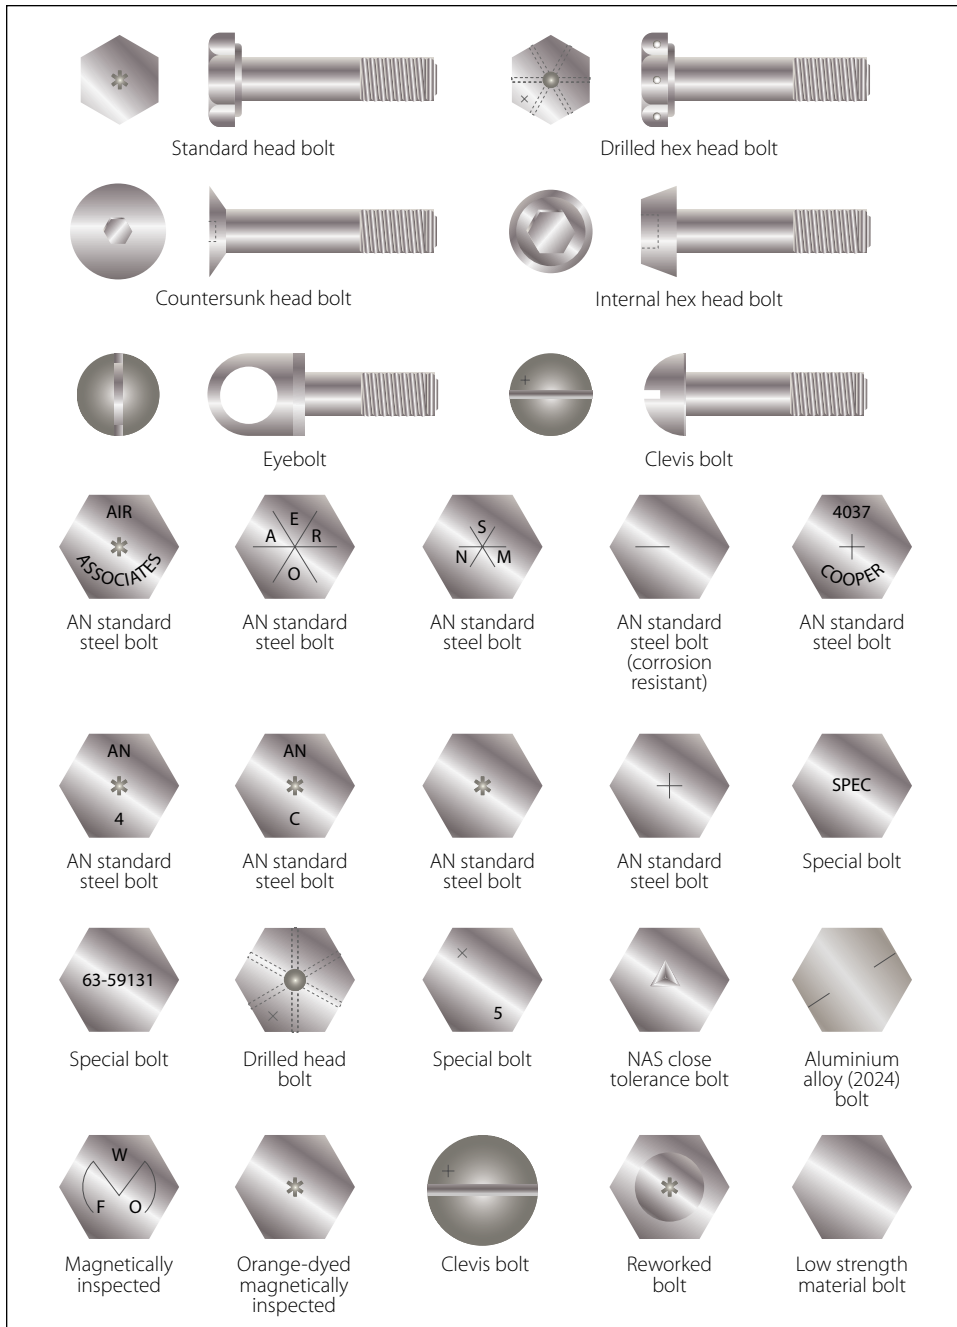 Standard head bolt
Drilled hex head bolt
Countersunk head bolt
Internal hex head bolt
Eyebolt
Clevis bolt
AIR
ASSOCIATES
E
A R
O
S
N M
4037
COOPER
AN standard
steel bolt
AN standard
steel bolt
AN standard
steel bolt
AN standard
steel bolt
(corrosion
resistant)
AN standard
steel bolt
AN
4
AN
C
SPEC
AN standard
steel bolt
AN standard
steel bolt
AN standard
steel bolt
AN standard
steel bolt
Special bolt
63-59131
5
Special bolt
Drilled head
bolt
Special bolt
NAS close
tolerance bolt
Aluminium
alloy (2024)
bolt
W
F O
Magnetically
inspected
Orange-dyed
magnetically
inspected
Clevis bolt
Reworked
bolt
Low strength
material bolt